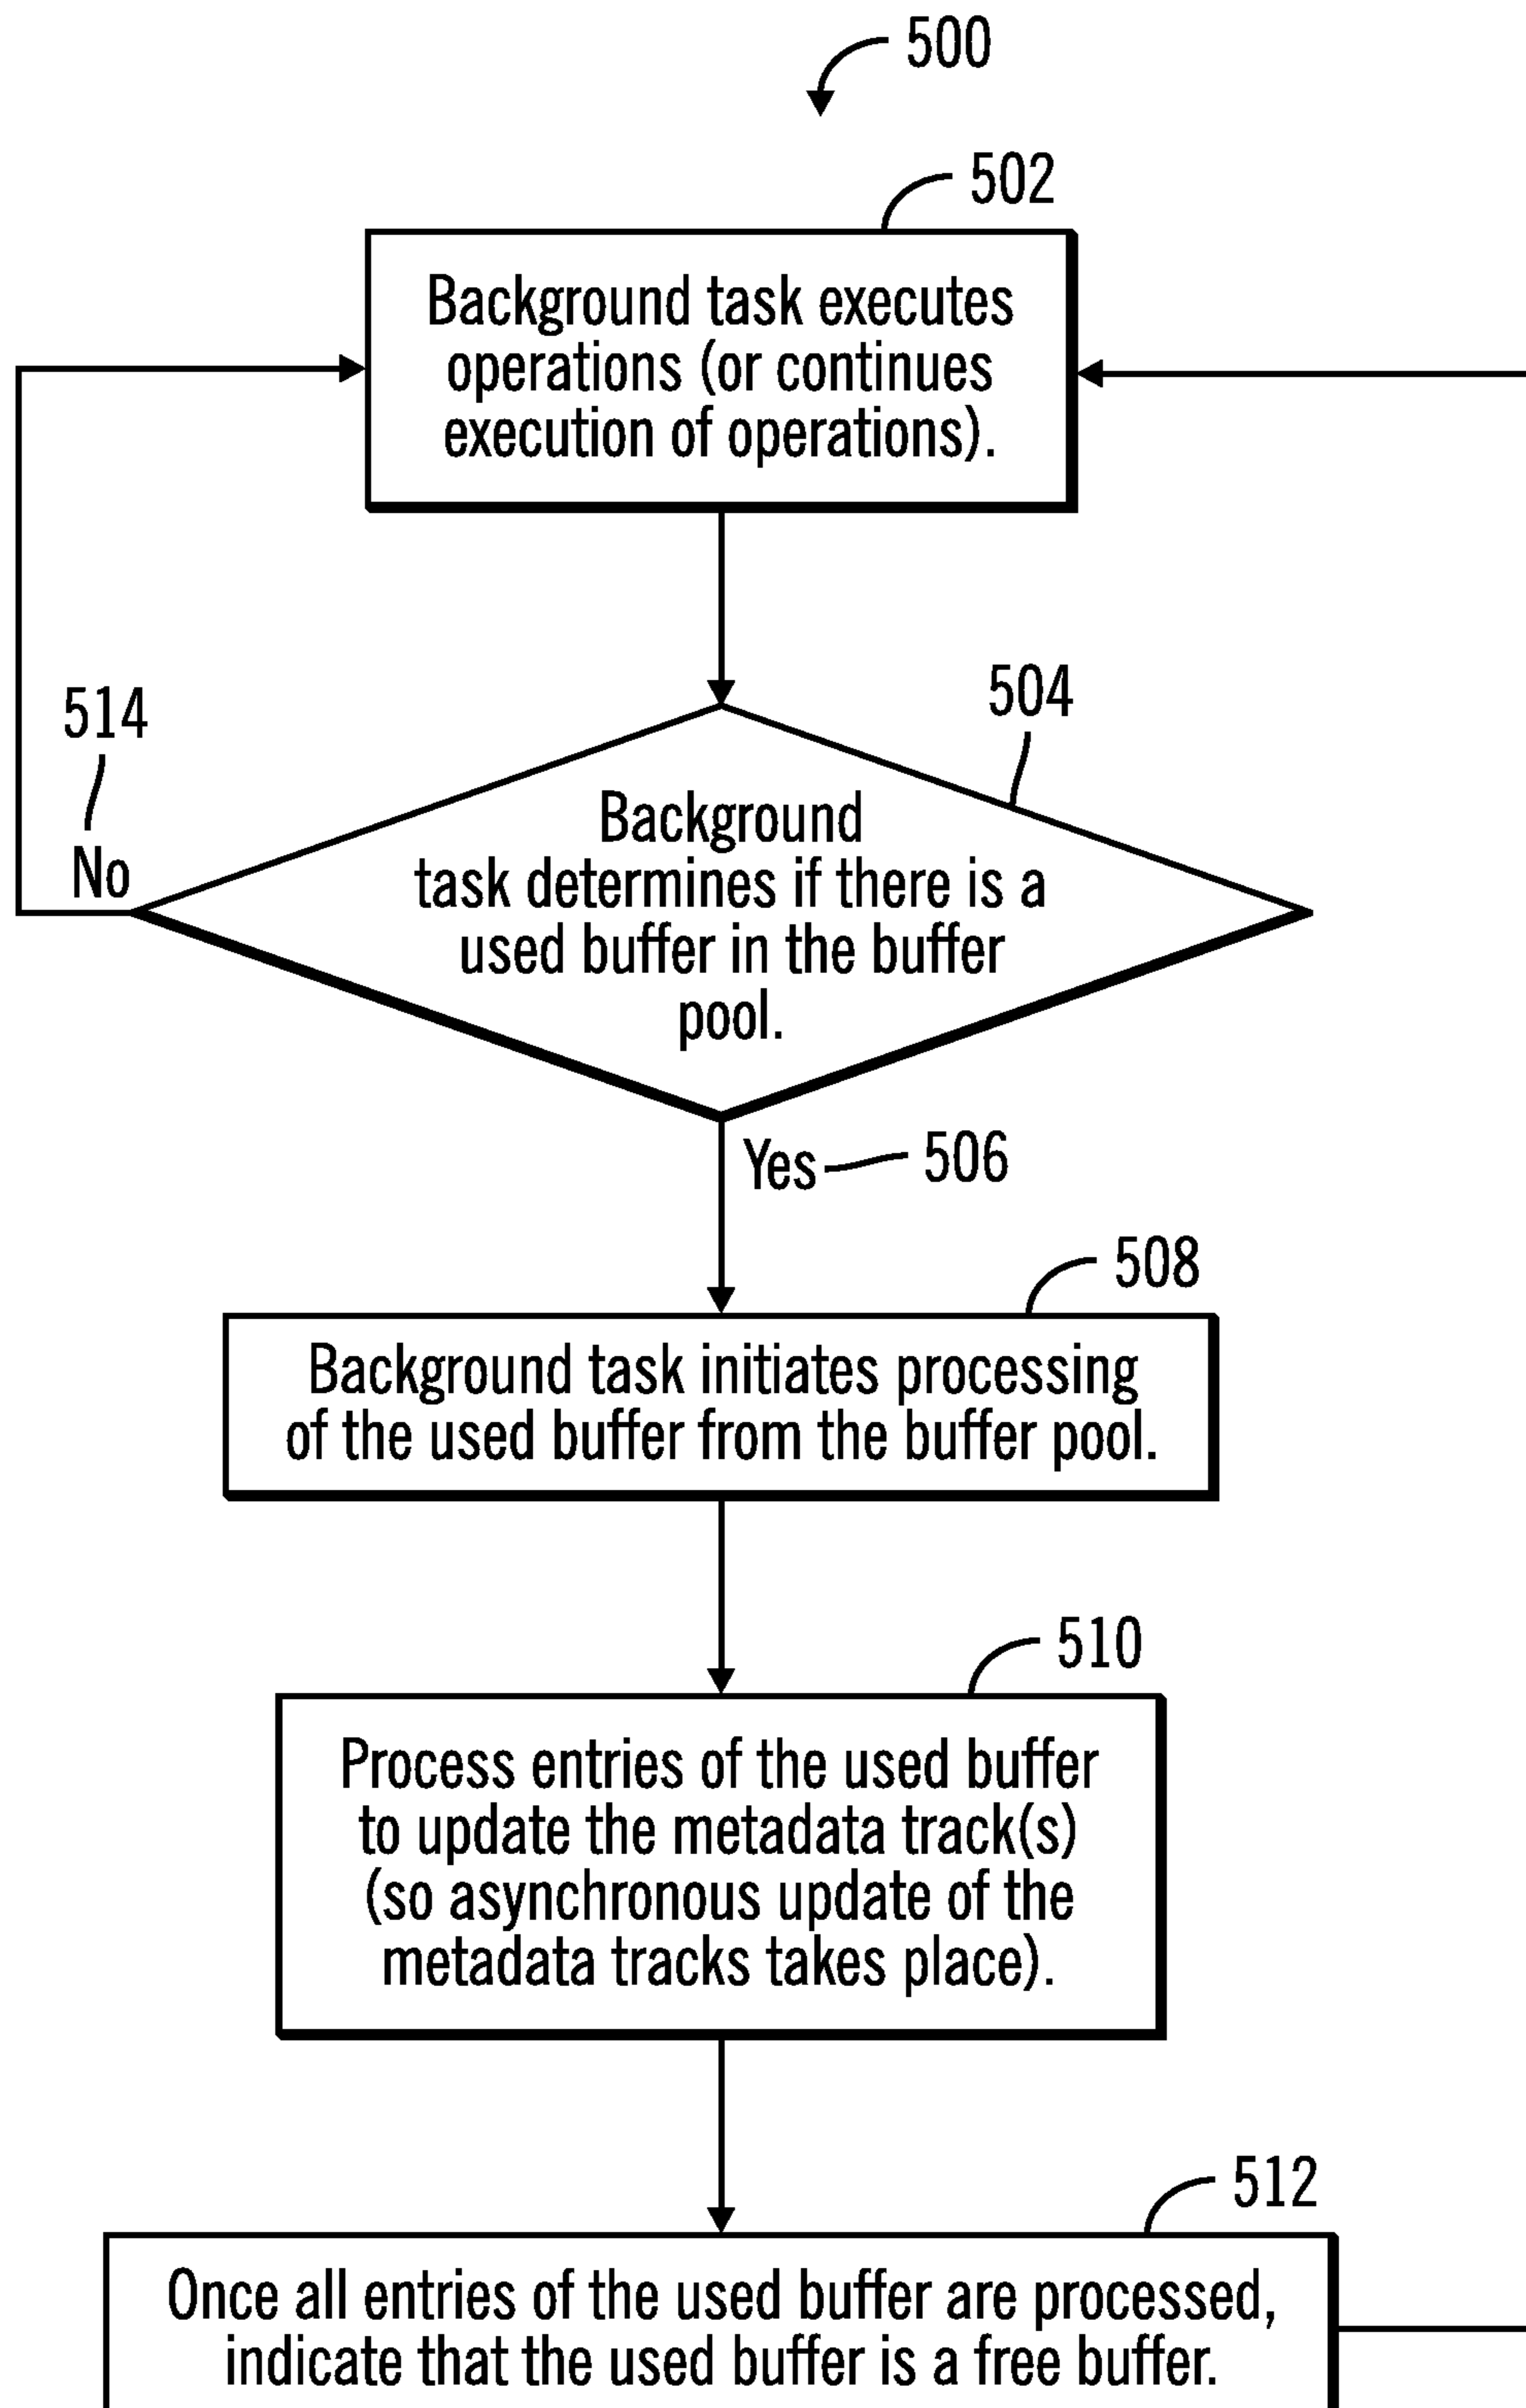 500
502
Background task executes
operations (or continues
execution of operations).
514
504
No
Background
task determines if there is a
used buffer in the buffer
pool.
Yes
506
508
Background task initiates processing
of the used buffer from the buffer pool.
510
Process entries of the used buffer
to update the metadata track(s)
(so asynchronous update of the
metadata tracks takes place).
512
Once all entries of the used buffer are processed,
indicate that the used buffer is a free buffer.